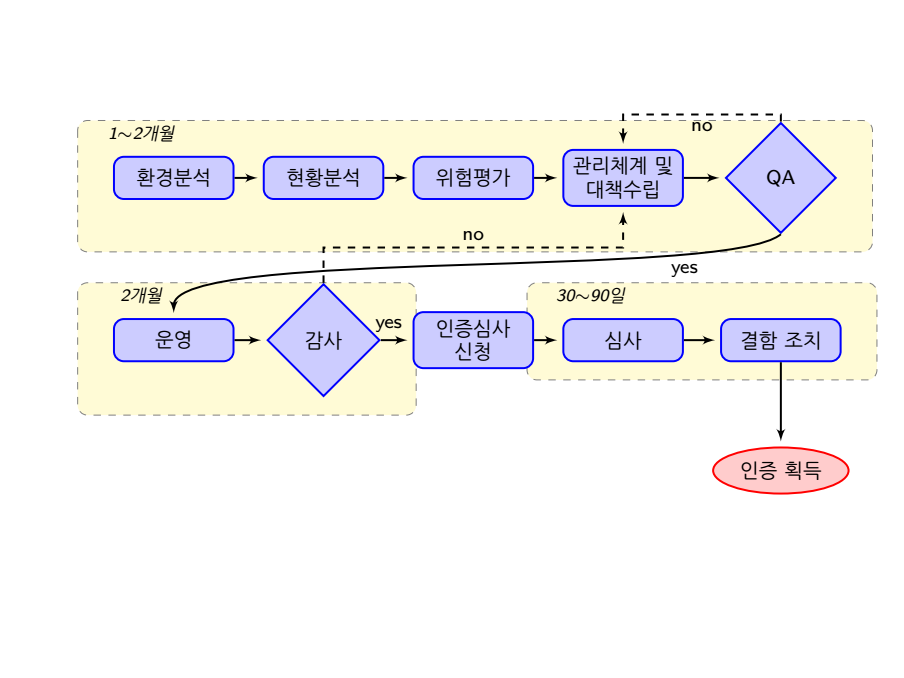 1~2개월
no
환경분석
현황분석
위험평가
관리체계 및
대책수립
QA
no
yes
2개월
30~90일
운영
감사
yes
인증심사
신청
심사
결함 조치
인증 획득